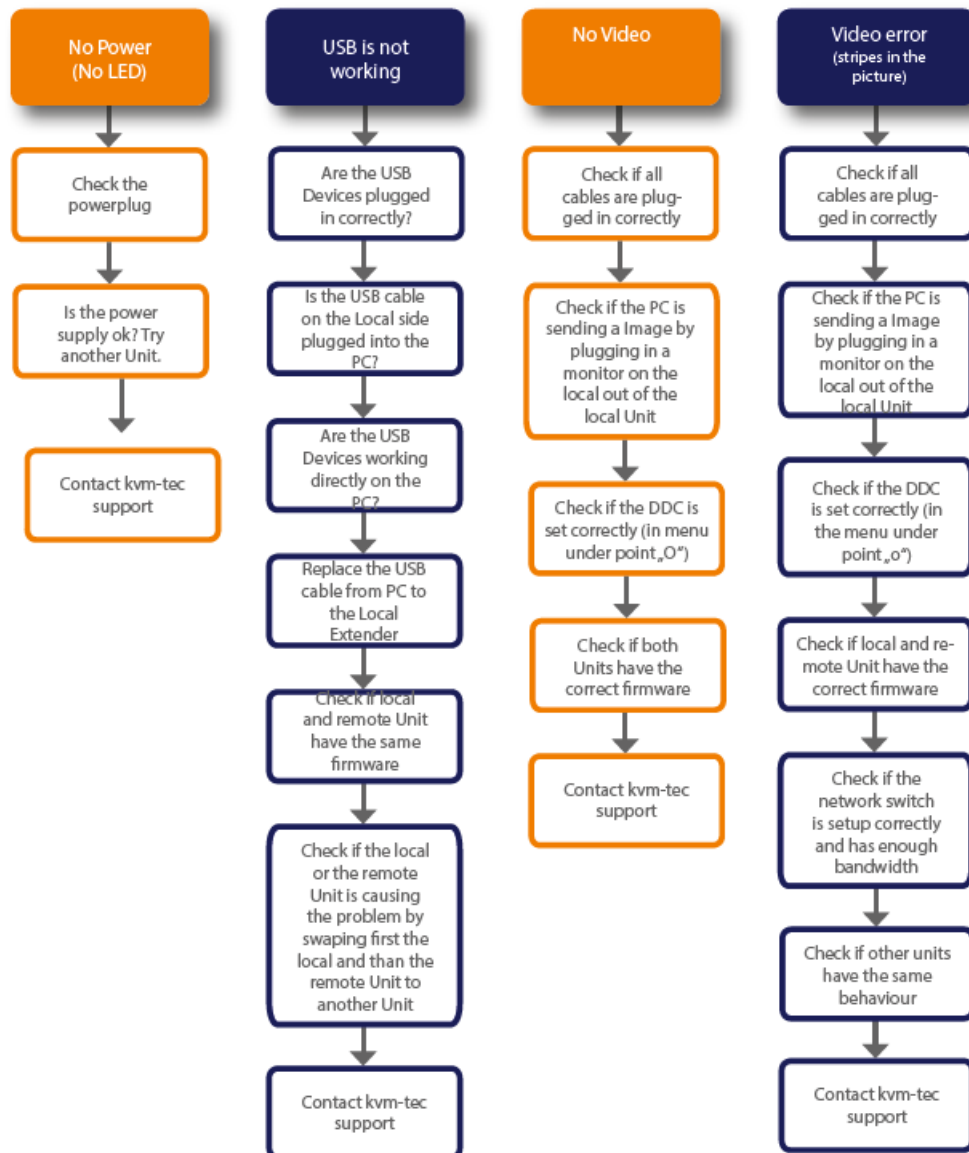 No Power
(No LED)
Check the
powerplug
Is the power
supply ok? Try
another Unit.
Contact kvm-tec
support
USB is not
working
Are the USB
Devices plugged
in correctly?
Is the USB cable
on the Local side
plugged into the
PC?
Are the USB
Devices working
directly on the
PC?
Replace the USB
cable from PC to
the Local
Extender
Check if local
and remote Unit
have the same
firmware
Check if the local
or the remote
Unit is causing
the problem by
swaping first the
local and than the
remote Unit to
another Unit
Contact kvm-tec
support
No Video
Check if all
cables are plug-
ged in correctly
Check if the PC is
sending a Image by
plugging in a
monitor on the
local out of the
local Unit
Check if the DDC is
set correctly (in menu
under point „O“)
Check if both
Units have the
correct firmware
Contact kvm-tec
support
Video error
(stripes in the
picture)
Check if all
cables are plug-
ged in correctly
Check if the PC is
sending a Image
by plugging in a
monitor on the
local out of the
local Unit
Check if the DDC
is set correctly (in
the menu under
point „o“)
Check if local and re-
mote Unit have the
correct firmware
Check if the
network switch
is setup correctly
and has enough
bandwidth
Check if other units
have the same
behaviour
Contact kvm-tec
support